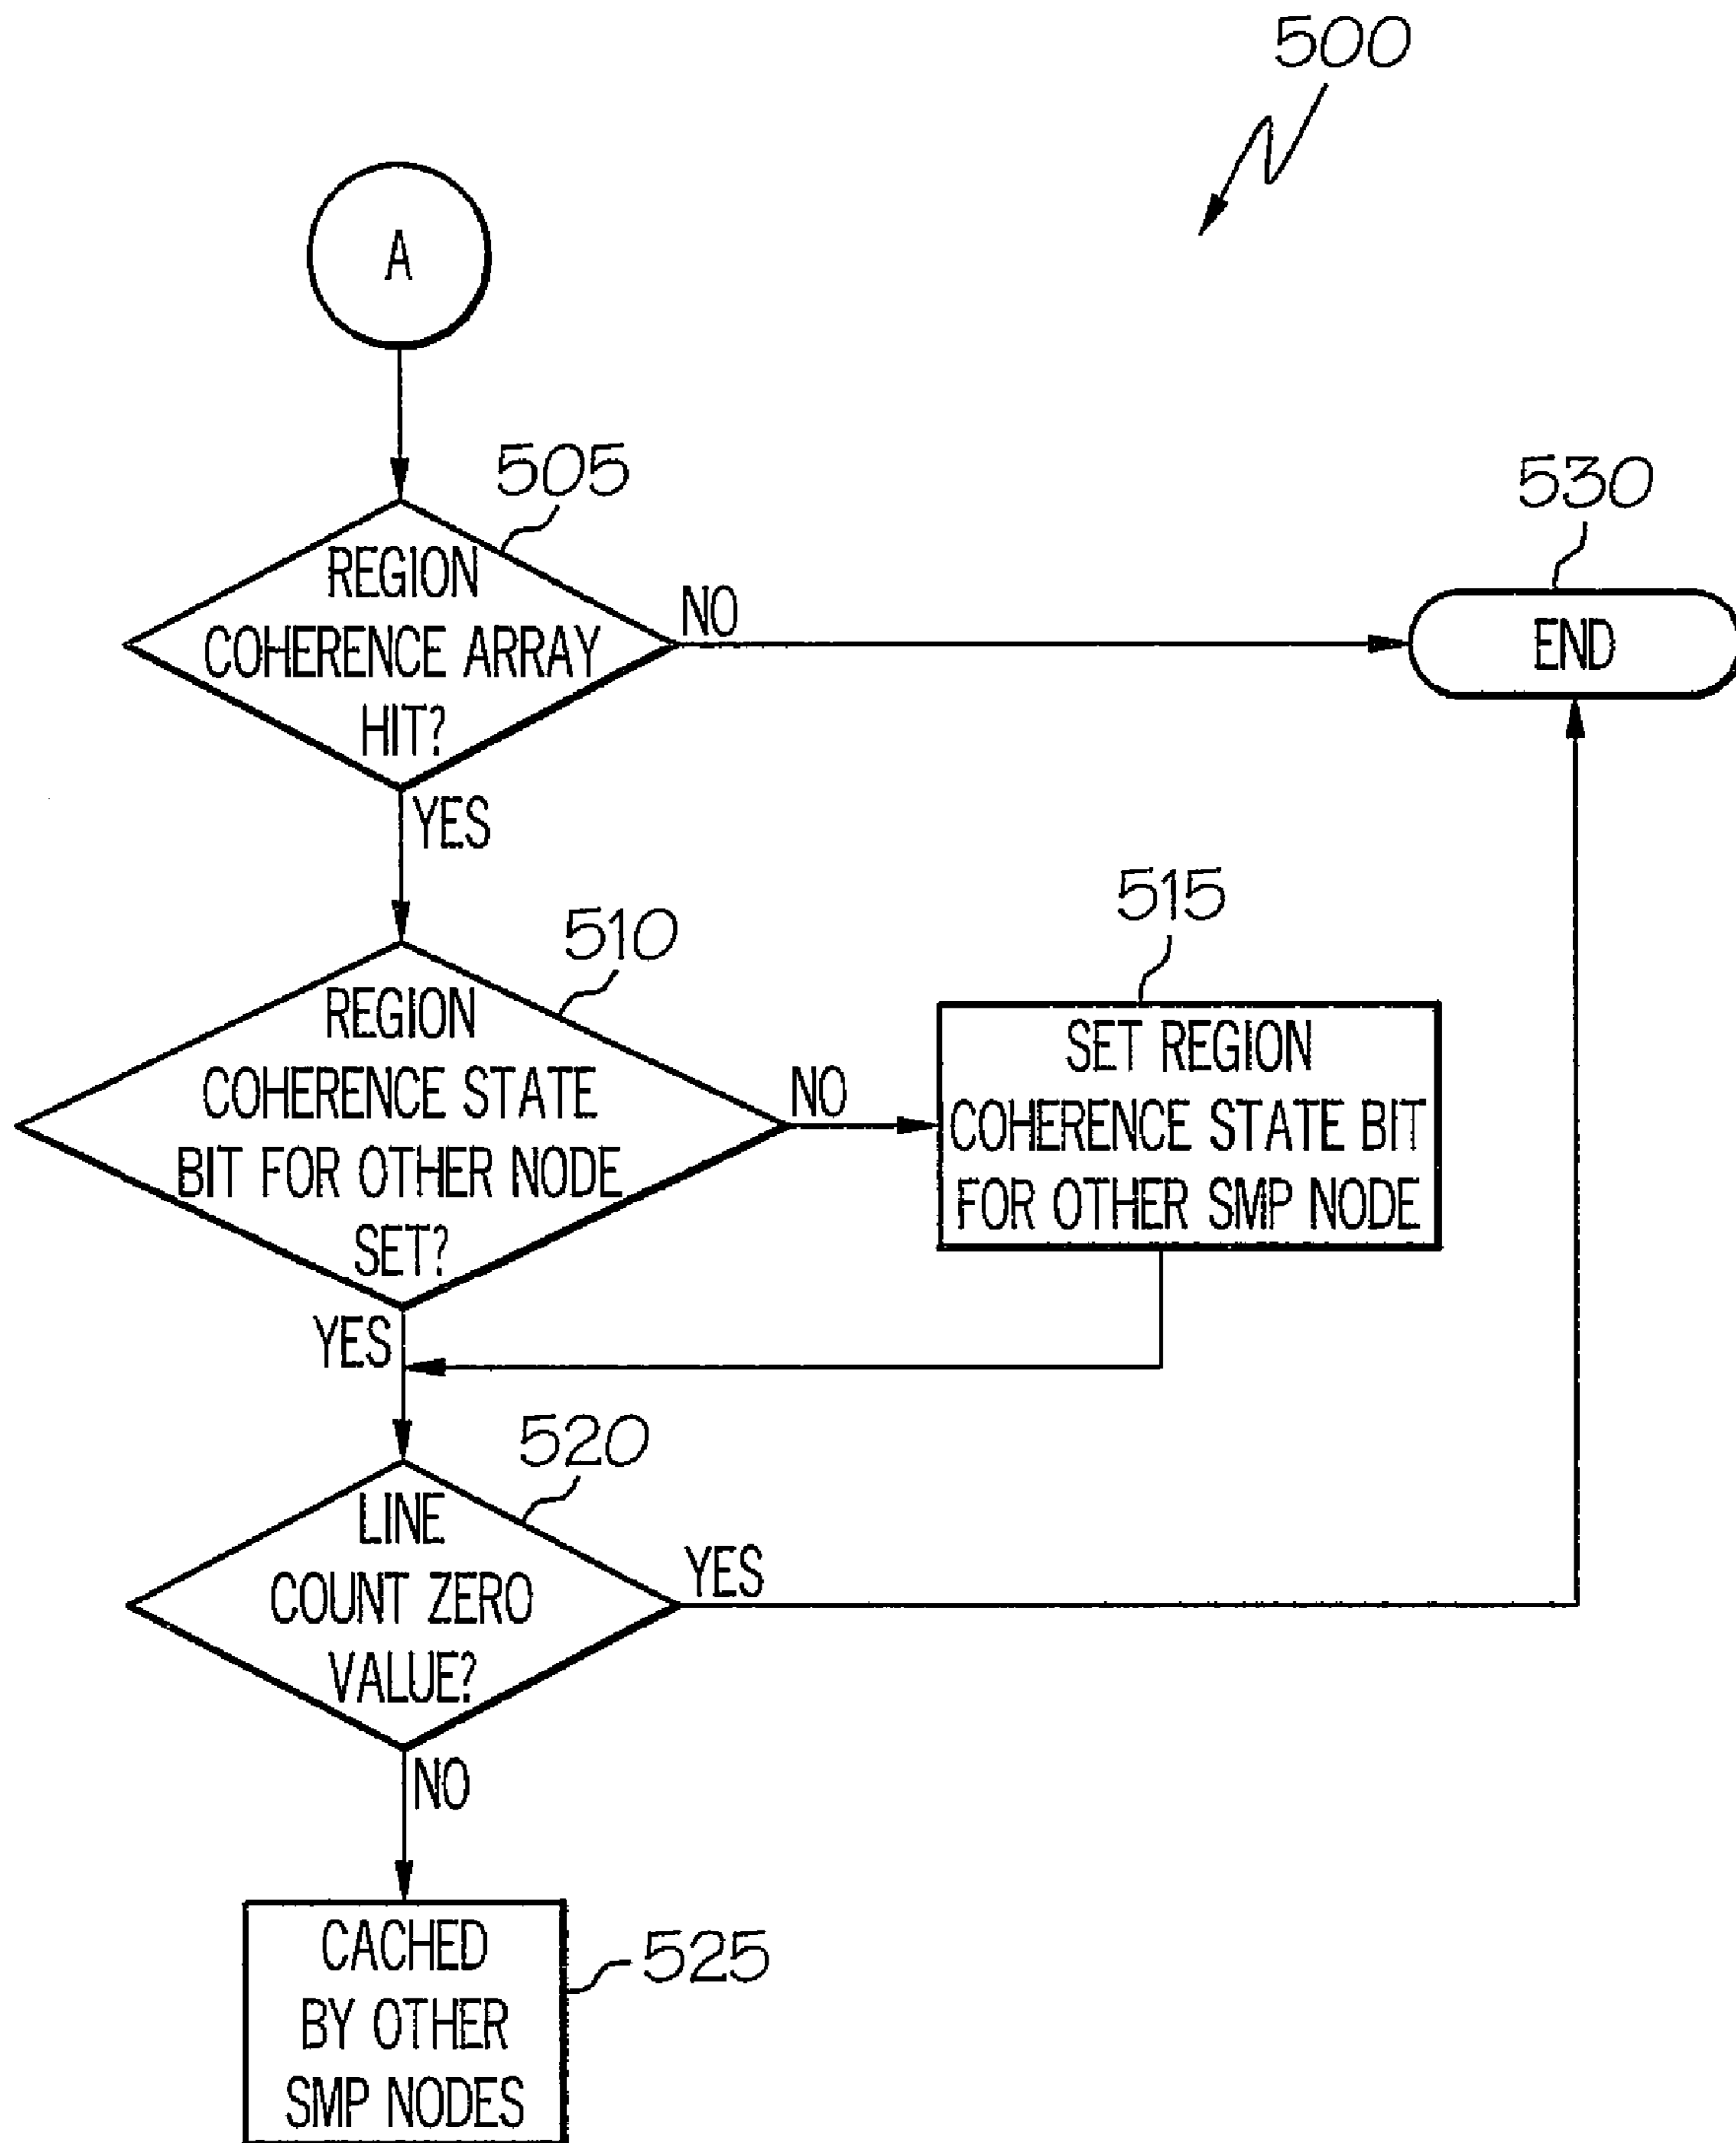 500
A
505
REGION
COHERENCE ARRAY
HIT?
NO
530
END
YES
510
REGION
COHERENCE STATE
BIT FOR OTHER NODE
SET?
NO
515
SET REGION
COHERENCE STATE BIT
FOR OTHER SMP NODE
YES
520
LINE
COUNT ZERO
VALUE?
YES
NO
CACHED
BY OTHER
SMP NODES
525